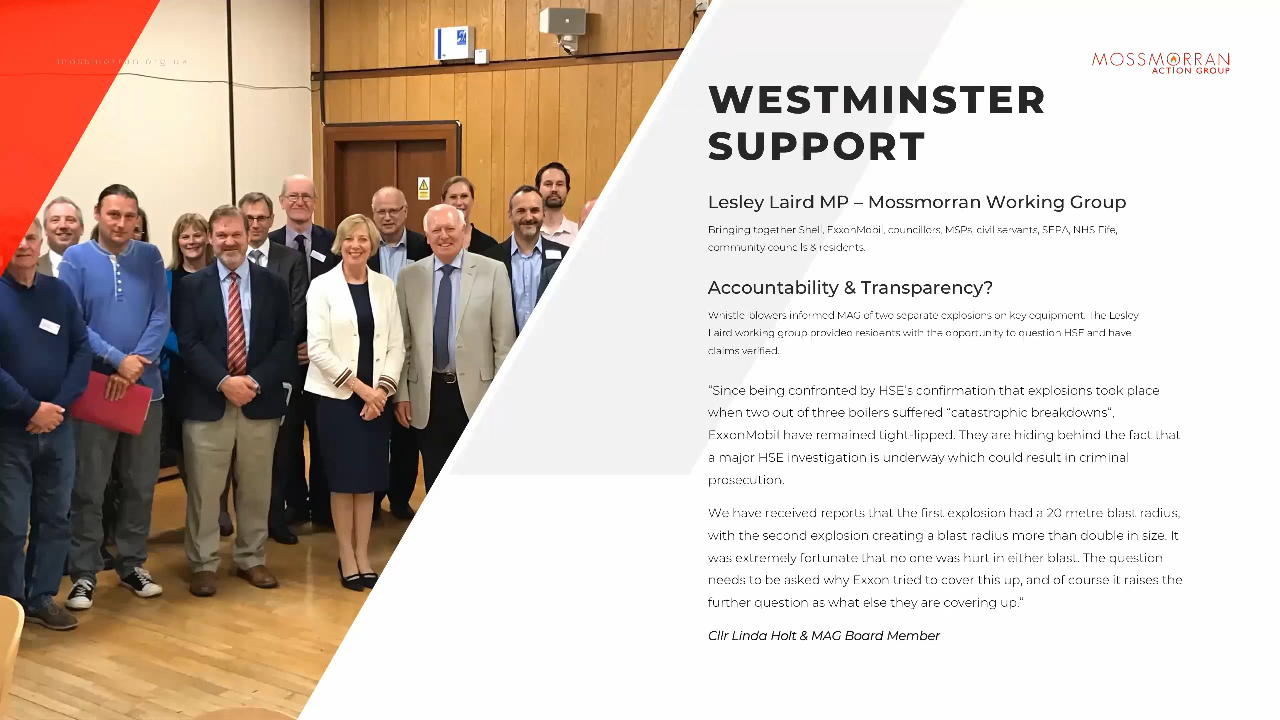 mossmorran.org.uk
MOSSMORRAN
ACTION GROUP
WESTMINSTER
SUPPORT
Lesley Laird MP – Mossmorran Working Group
Bringing together Shell, ExxonMobil, councillors, MSPs, civil servants, SEPA, NHS Fife,
community councils & residents.
Accountability & Transparency?
Whistle-blowers informed MAG of two separate explosions on key equipment. The Lesley
Laird working group provided residents with the opportunity to question HSE and have
claims verified.
“Since being confronted by HSE’s confirmation that explosions took place
when two out of three boilers suffered “catastrophic breakdowns”,
ExxonMobil have remained tight-lipped. They are hiding behind the fact that
a major HSE investigation is underway which could result in criminal
prosecution.
We have received reports that the first explosion had a 20 metre blast radius,
with the second explosion creating a blast radius more than double in size. It
was extremely fortunate that no one was hurt in either blast. The question
needs to be asked why Exxon tried to cover this up, and of course it raises the
further question as what else they are covering up.”
Cllr Linda Holt & MAG Board Member